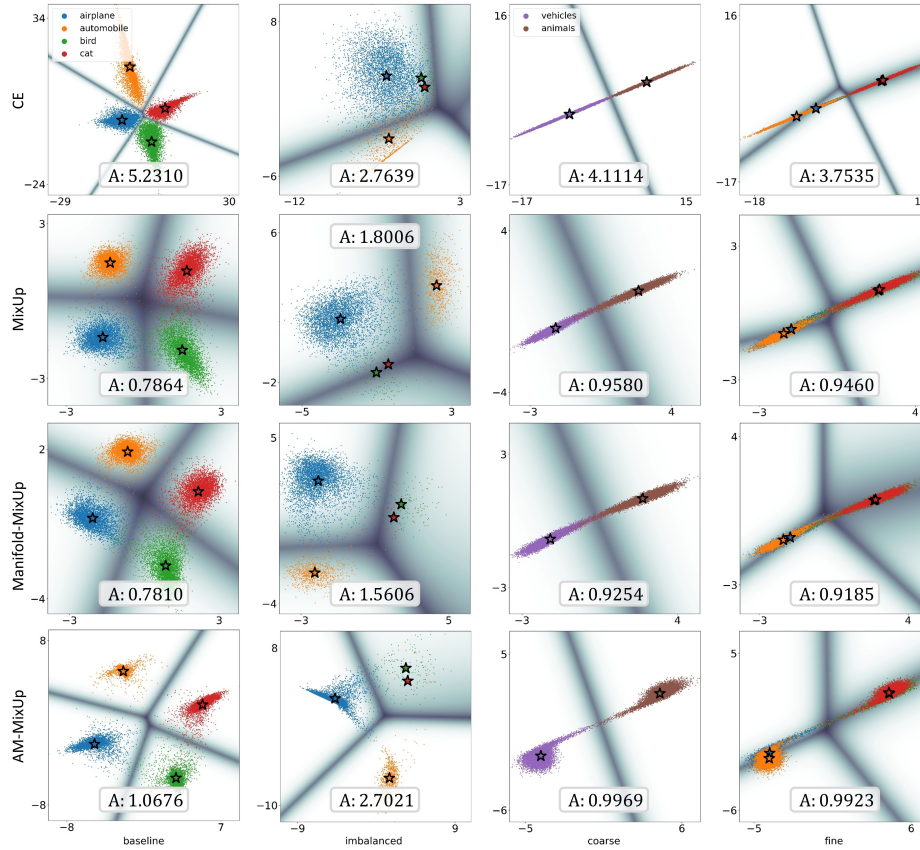 34
airplane
automobile
bird
cat
CE
A: 5.2310
−24
−29
30
8
A: 2.7639
−6
−12
3
16
vehicles
animals
A: 4.1114
−17
−17
15
16
A: 3.7535
−17
−18
1
3
MixUp
A: 0.7864
−3
−3
3
6
A: 1.8006
−2
−5
3
4
A: 0.9580
−4
−3
4
3
A: 0.9460
−3
−3
4
2
Manifold-MixUp
A: 0.7810
−4
−3
3
5
A: 1.5606
−4
−3
5
3
A: 0.9254
−3
−3
4
4
A: 0.9185
−3
−3
4
8
AM-MixUp
A: 1.0676
−8
−8
7
baseline
8
A: 2.7021
−10
−9
9
imbalanced
5
A: 0.9969
−6
−5
6
coarse
5
A: 0.9923
−6
−5
6
fine